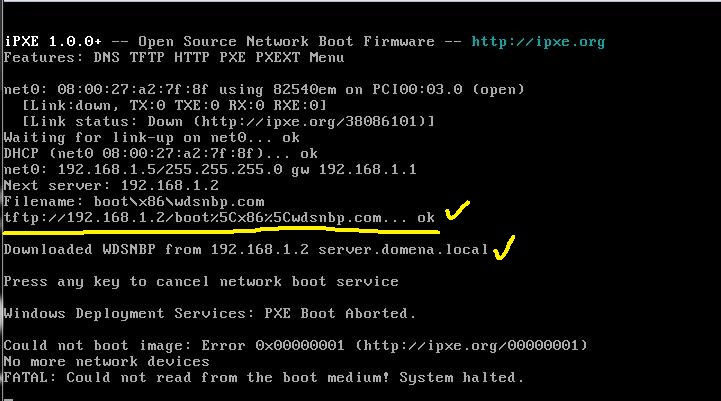 iPXE 1.0.0+ -- Open Source Network Boot Firmware -- http://ipxe.org
Features: DNS TFTP HTTP PXE PXEXT Menu
net0: 08:00:27:a2:7f:8f using 82540em on PCI00:03.0 (open)
[Link:down, TX:0 TXE:0 RX:0 RXE:0]
[Link status: Down (http://ipxe.org/38086101)]
Waiting for link-up on net0... ok
DHCP (net0 08:00:27:a2:7f:8f)... ok
net0: 192.168.1.5/255.255.255.0 gw 192.168.1.1
Next server: 192.168.1.2
Filename: boot\x86\wdsnbp.com
tftp://192.168.1.2/boot%5Cx86%5Cwdsnbp.com... ok
Downloaded WDSNBP from 192.168.1.2 server.domena.local
Press any key to cancel network boot service
Windows Deployment Services: PXE Boot Aborted.
Could not boot image: Error 0x00000001 (http://ipxe.org/00000001)
No more network devices
FATAL: Could not read from the boot medium! System halted.